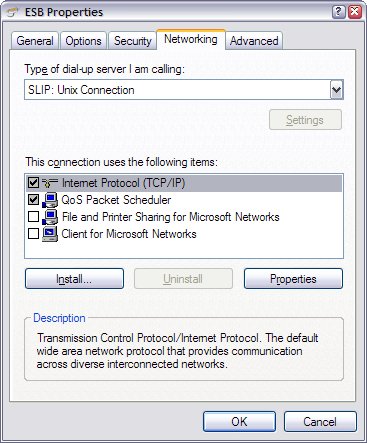 ESB Properties
General
Options
Security
Networking
Advanced
Type of dial-up server I am calling:
SLIP: Unix Connection
Settings
This connection uses the following items:
Internet Protocol (TCP/IP)
QoS Packet Scheduler
File and Printer Sharing for Microsoft Networks
Client for Microsoft Networks
Install...
Uninstall
Properties
Description
Transmission Control Protocol/Internet Protocol. The default
wide area network protocol that provides communication
across diverse interconnected networks.
OK
Cancel